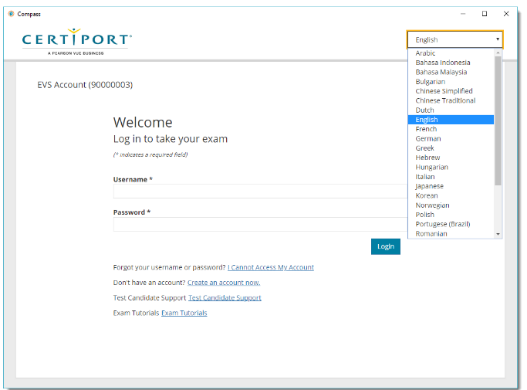 Compass
CERTIPORT
A PEARSON VUE BUSINESS
English
Arabic
Bahasa Indonesia
Bahasa Malaysia
Bulgarian
Chinese Simplified
Chinese Traditional
Dutch
English
French
German
Greek
Hebrew
Hungarian
Italian
Japanese
Korean
Norwegian
Polish
Portugese (Brazil)
Romanian
EVS Account (90000003)
Welcome
Log in to take your exam
(* indicates a required field)
Username *
Password *
Login
Forgot your username or password? I Cannot Access My Account
Don't have an account? Create an account now.
Test Candidate Support Test Candidate Support
Exam Tutorials Exam Tutorials